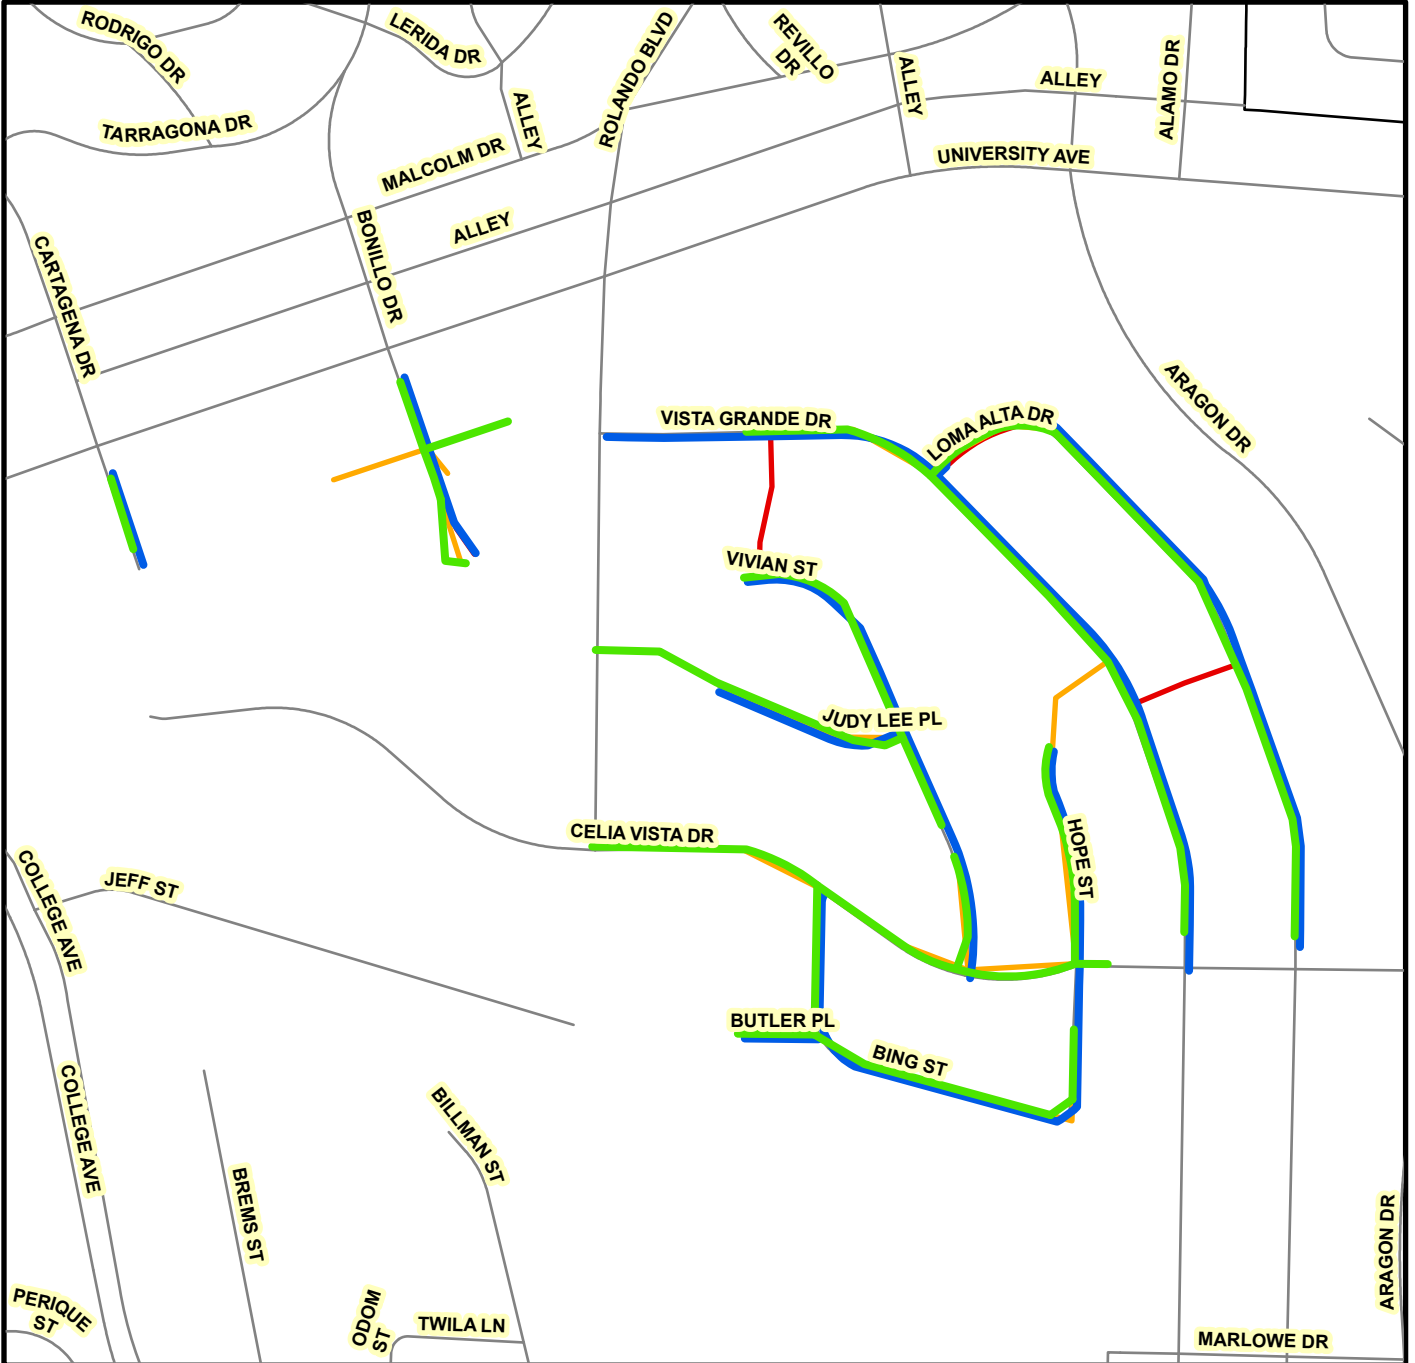 RODRIGO DR
LERIDA DR
ROLANDO BLVD
REVILLO
DR
ALLEY
ALLEY
ALAMO DR
TARRAGONA DR
ALLEY
MALCOLM DR
UNIVERSITY AVE
ALLEY
BONILLO DR
CARTAGENA DR
ARAGON DR
VISTA GRANDE DR
LOMA ALTA DR
VIVIAN ST
JUDY LEE PL
CELIA VISTA DR
HOPE ST
COLLEGE AVE
JEFF ST
BUTLER PL
BING ST
COLLEGE AVE
BILLMAN ST
BREMS ST
ARAGON DR
PERIQUE
ST
ODOM
ST
TWILA LN
MARLOWE DR